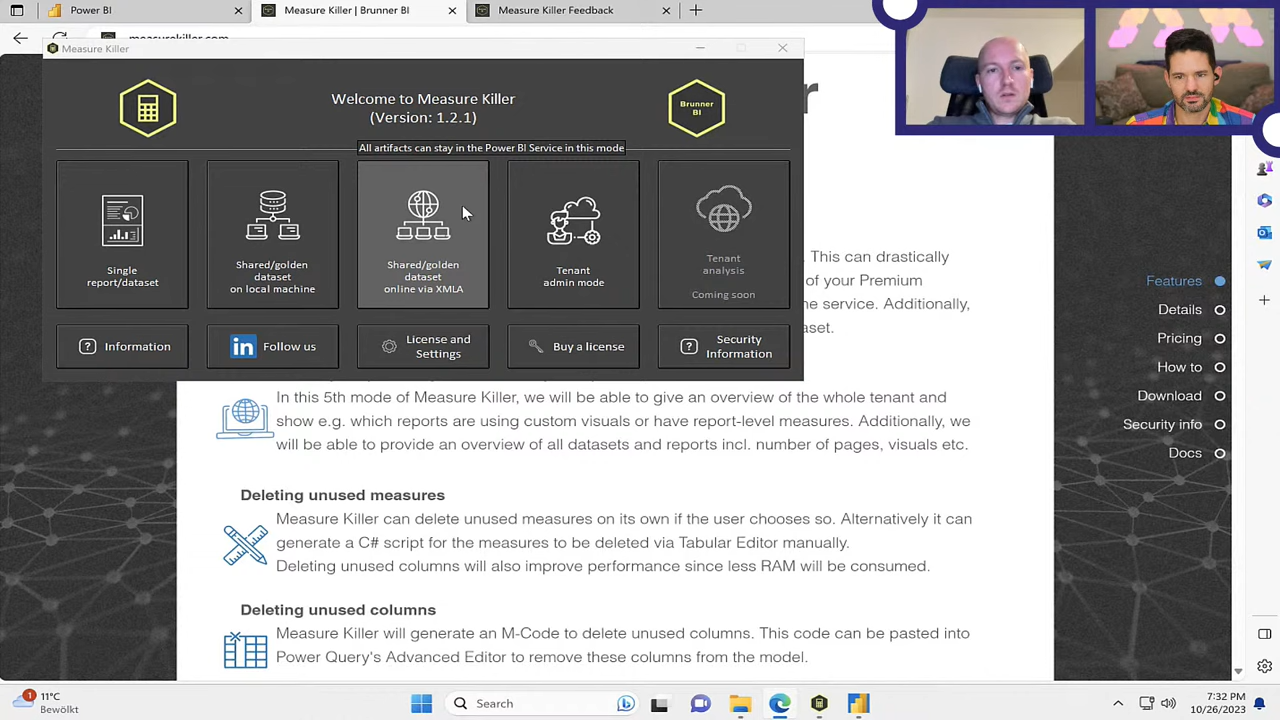 Power BI
Measure Killer | Brunner BI
Measure Killer Feedback
measurekiller.com
Measure Killer
Welcome to Measure Killer
(Version: 1.2.1)
Brunner
BI
Service in this mode
Single
report/dataset
Shared/golden
dataset
on local machine
Shared/golden
dataset
online via XMLA
Tenant
admin mode
Tenant
analysis
Coming soon
Information
Follow us
License and
Settings
Buy a license
Security
Information
This can drastically
of your Premium
the service. Additionally,
aset.
In this 5th mode of Measure Killer, we will be able to give an overview of the whole tenant and
show e.g. which reports are using custom visuals or have report-level measures. Additionally, we
will be able to provide an overview of all datasets and reports incl. number of pages, visuals etc.
Deleting unused measures
Measure Killer can delete unused measures on its own if the user chooses so. Alternatively it can
generate a C# script for the measures to be deleted via Tabular Editor manually.
Deleting unused columns will also improve performance since less RAM will be consumed.
Deleting unused columns
Measure Killer will generate an M-Code to delete unused columns. This code can be pasted into
Power Query's Advanced Editor to remove these columns from the model.
Features
Details
Pricing
How to
Download
Security info
Docs
1
11°C
Bewölkt
Search
7:32 PM
10/26/2023